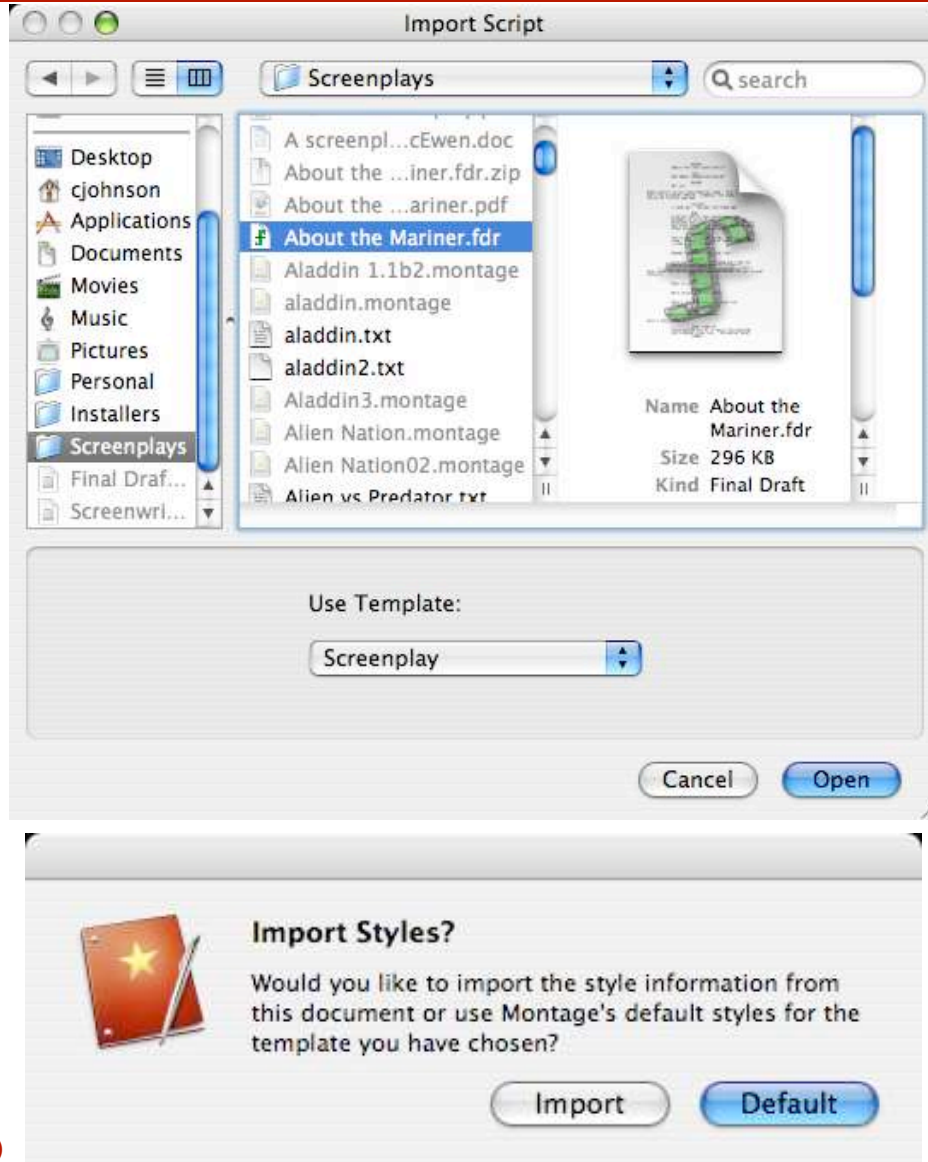 Import Script
Screenplays
search
Desktop
cjohnson
Applications
Documents
Movies
Music
Pictures
Personal
Installers
Screenplays
Final Draf...
Screenwri...
A screenpl...cEwen.doc
About the ...iner.fdr.zip
About the ...ariner.pdf
About the Mariner.fdr
Aladdin 1.1b2.montage
aladdin.montage
aladdin.txt
aladdin2.txt
Aladdin3.montage
Alien Nation.montage
Alien Nation02.montage
Alien vs Predator.txt
Name About the
Mariner.fdr
Size 296 KB
Kind Final Draft
Use Template:
Screenplay
Cancel
Open
Import Styles?
Would you like to import the style information from
this document or use Montage's default styles for the
template you have chosen?
Import
Default